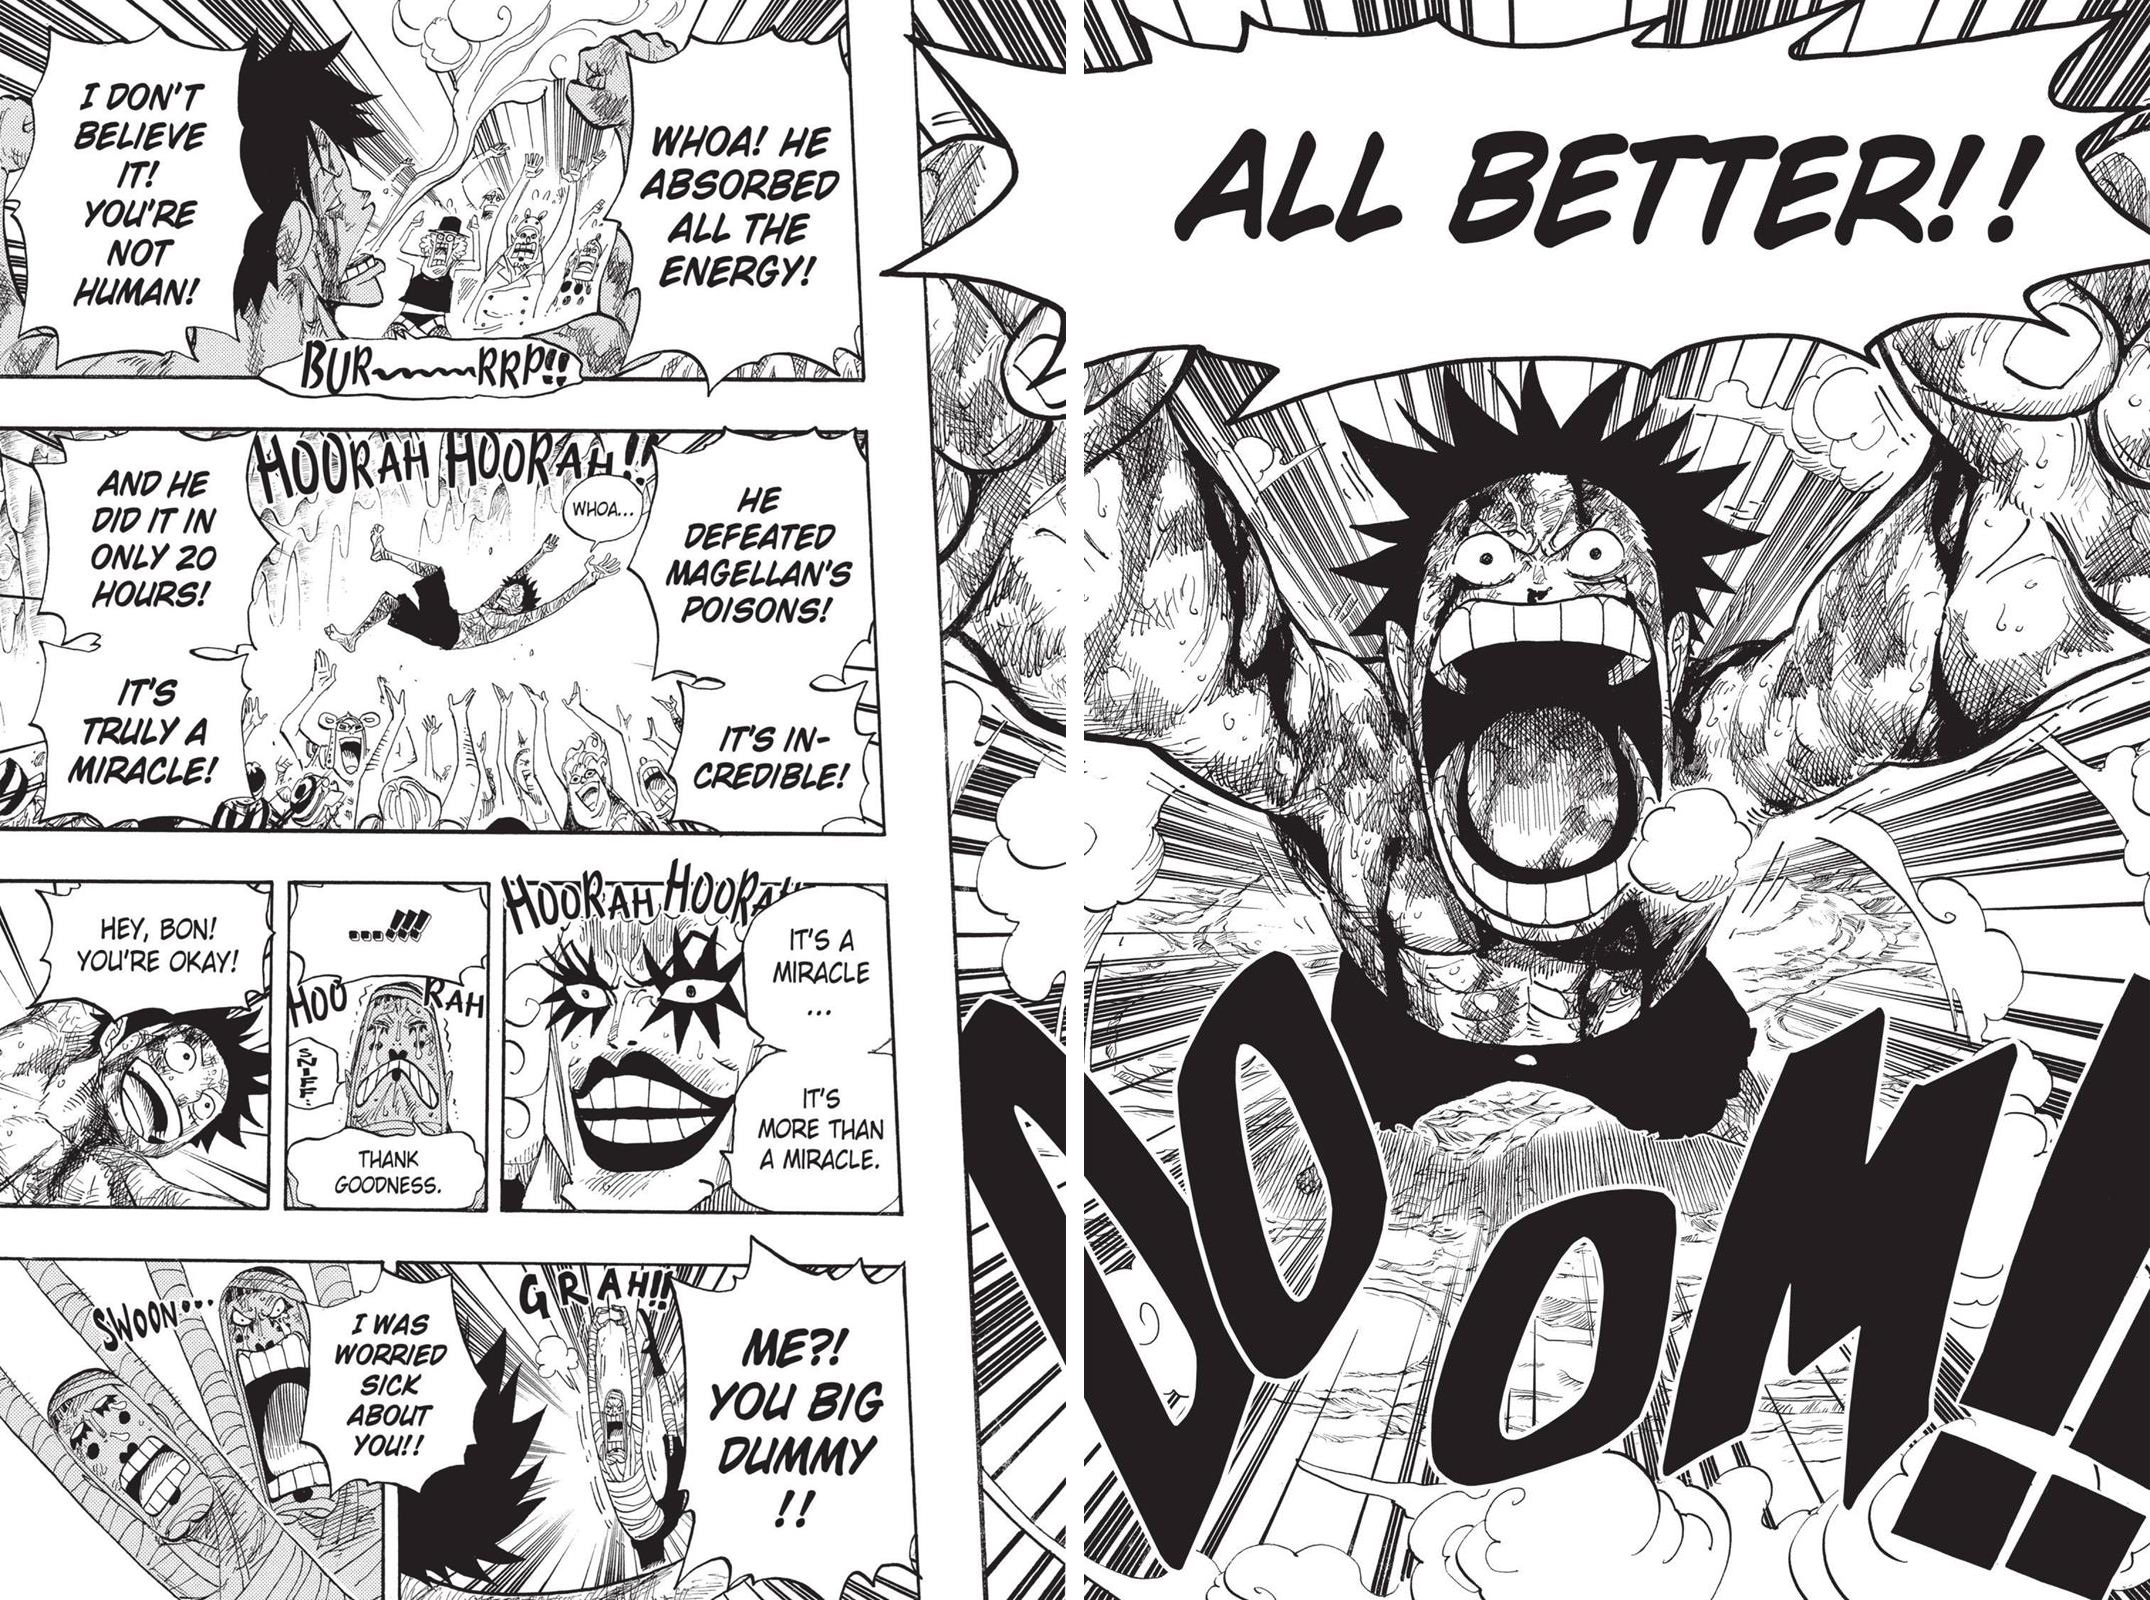 ALL BETTER!!
DOOOM!!
WHOA! HE
ABSORBED
ALL THE
ENERGY!
I DON'T
BELIEVE
IT!
YOU'RE
NOT
HUMAN!
BUR RRP!!
HOORAH HOORAH!!
HE
DEFEATED
MAGELLAN'S
POISONS!
WHOA...
IT'S IN-
CREDIBLE!
AND HE
DID IT IN
ONLY 20
HOURS!
IT'S
TRULY A
MIRACLE!
HOORAH HOORAH
IT'S A
MIRACLE
...
IT'S
MORE THAN
A MIRACLE.
...!!!
HOO RAH
SNIFF.
THANK
GOODNESS.
HEY, BON!
YOU'RE OKAY!
GRAH!!
ME?!
YOU BIG
DUMMY
!!
I WAS
WORRIED
SICK
ABOUT
YOU!!
SWOON...